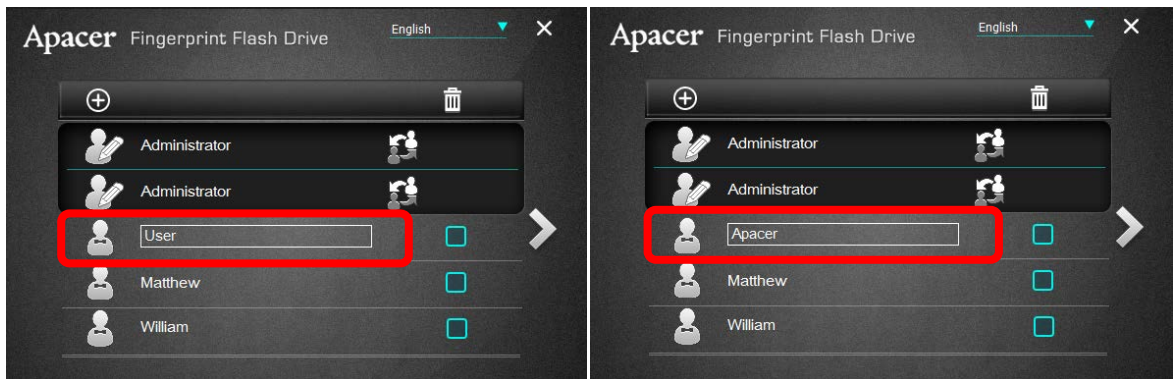 Apacer Fingerprint Flash Drive English
Administrator
Administrator
User
Matthew
William
Apacer Fingerprint Flash Drive English
Administrator
Administrator
Apacer
Matthew
William